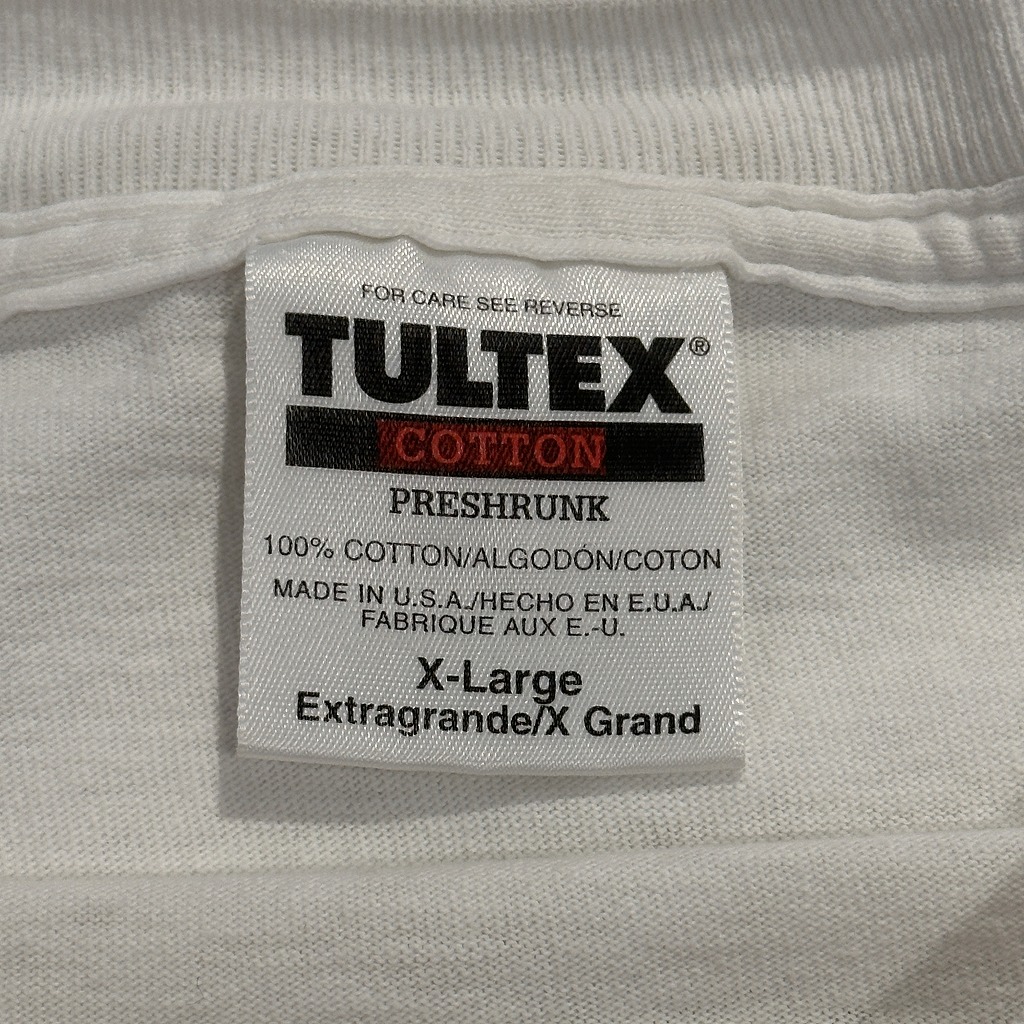 FOR CARE SEE REVERSE
TULTEX®
COTTON
PRESHRUNK
100% COTTON/ALGODÓN/COTON
MADE IN U.S.A./HECHO EN E.U.A./
FABRIQUE AUX E.-U.
X-Large
Extragrande/X Grand